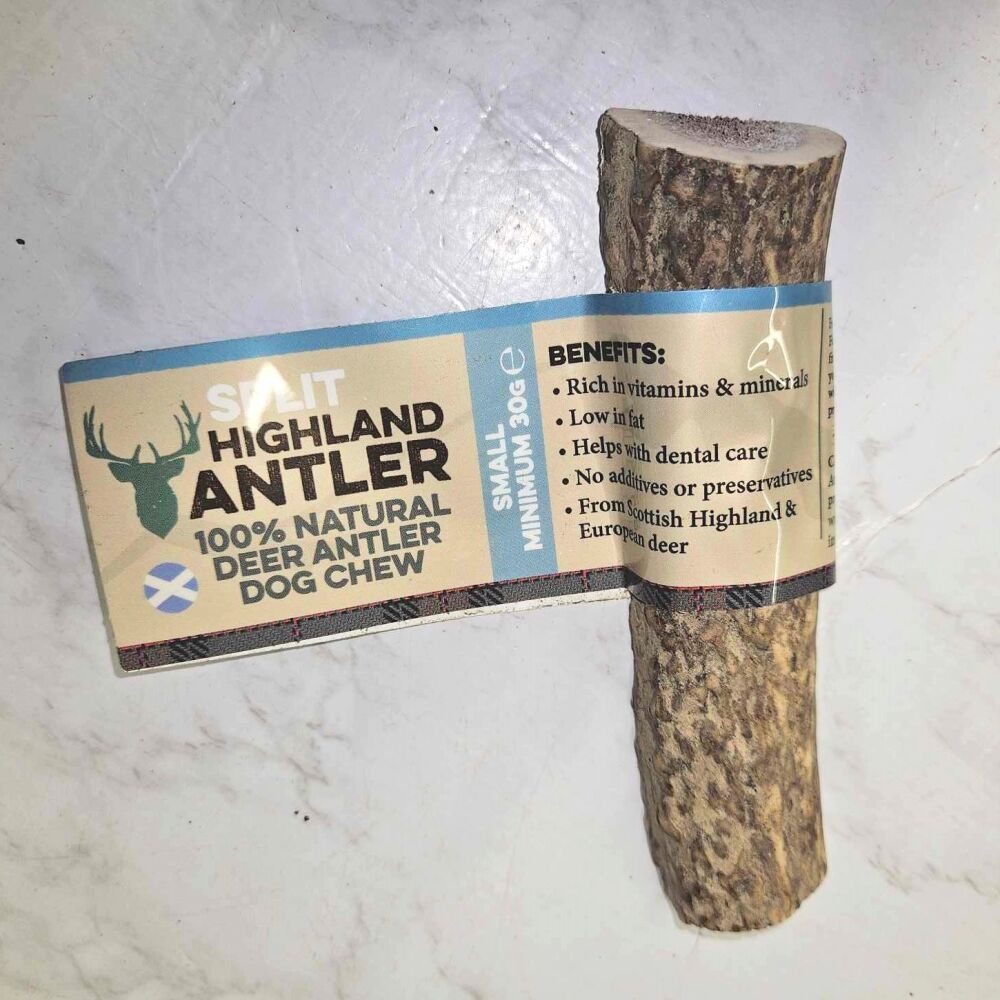 SPLIT
HIGHLAND
ANTLER
100% NATURAL
DEER ANTLER
DOG CHEW
SMALL
MINIMUM 30G ℮
BENEFITS:
• Rich in vitamins & minerals
• Low in fat
• Helps with dental care
• No additives or preservatives
• From Scottish Highland &
European deer